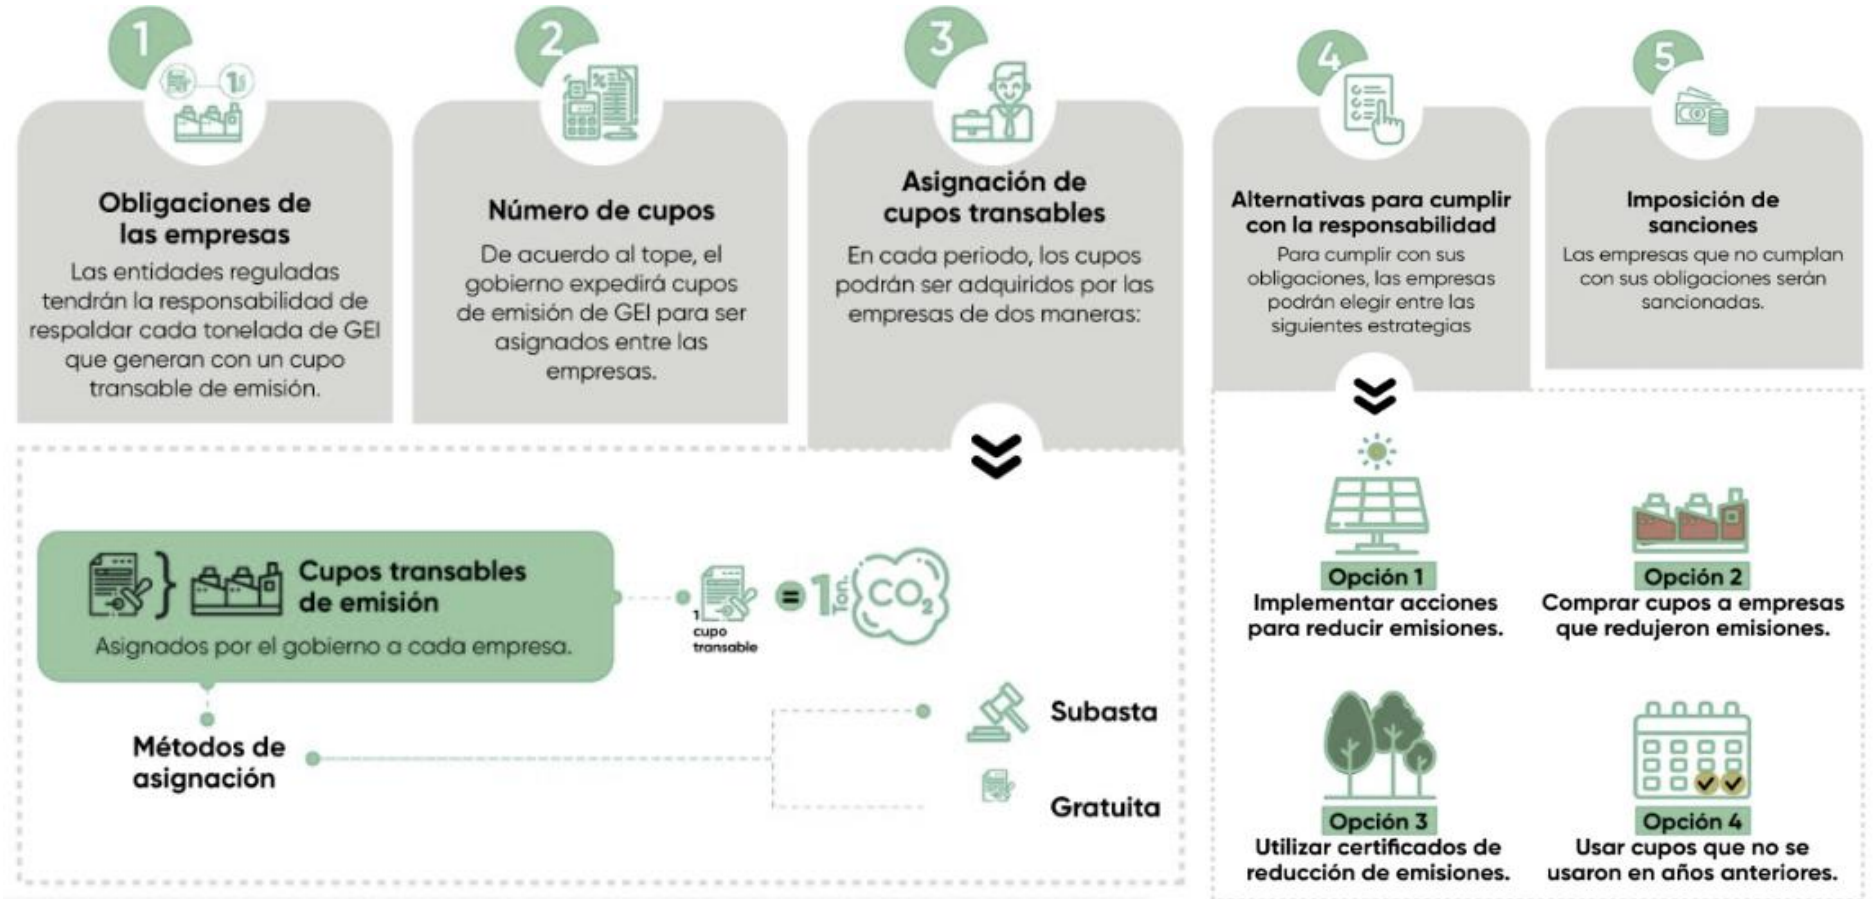 1
Obligaciones de
las empresas
Las entidades reguladas
tendrán la responsabilidad de
respaldar cada tonelada de GEI
que generan con un cupo
transable de emisión.
2
Número de cupos
De acuerdo al tope, el
gobierno expedirá cupos
de emisión de GEI para ser
asignados entre las
empresas.
3
Asignación de
cupos transables
En cada periodo, los cupos
podrán ser adquiridos por las
empresas de dos maneras:
Cupos transables
de emisión
Asignados por el gobierno a cada empresa.
1
cupo
transable
= 1 Ton. CO2
Métodos de
asignación
Subasta
Gratuita
4
Alternativas para cumplir
con la responsabilidad
Para cumplir con sus
obligaciones, las empresas
podrán elegir entre las
siguientes estrategias
5
Imposición de
sanciones
Las empresas que no cumplan
con sus obligaciones serán
sancionadas.
Opción 1
Implementar acciones
para reducir emisiones.
Opción 2
Comprar cupos a empresas
que redujeron emisiones.
Opción 3
Utilizar certificados de
reducción de emisiones.
Opción 4
Usar cupos que no se
usaron en años anteriores.